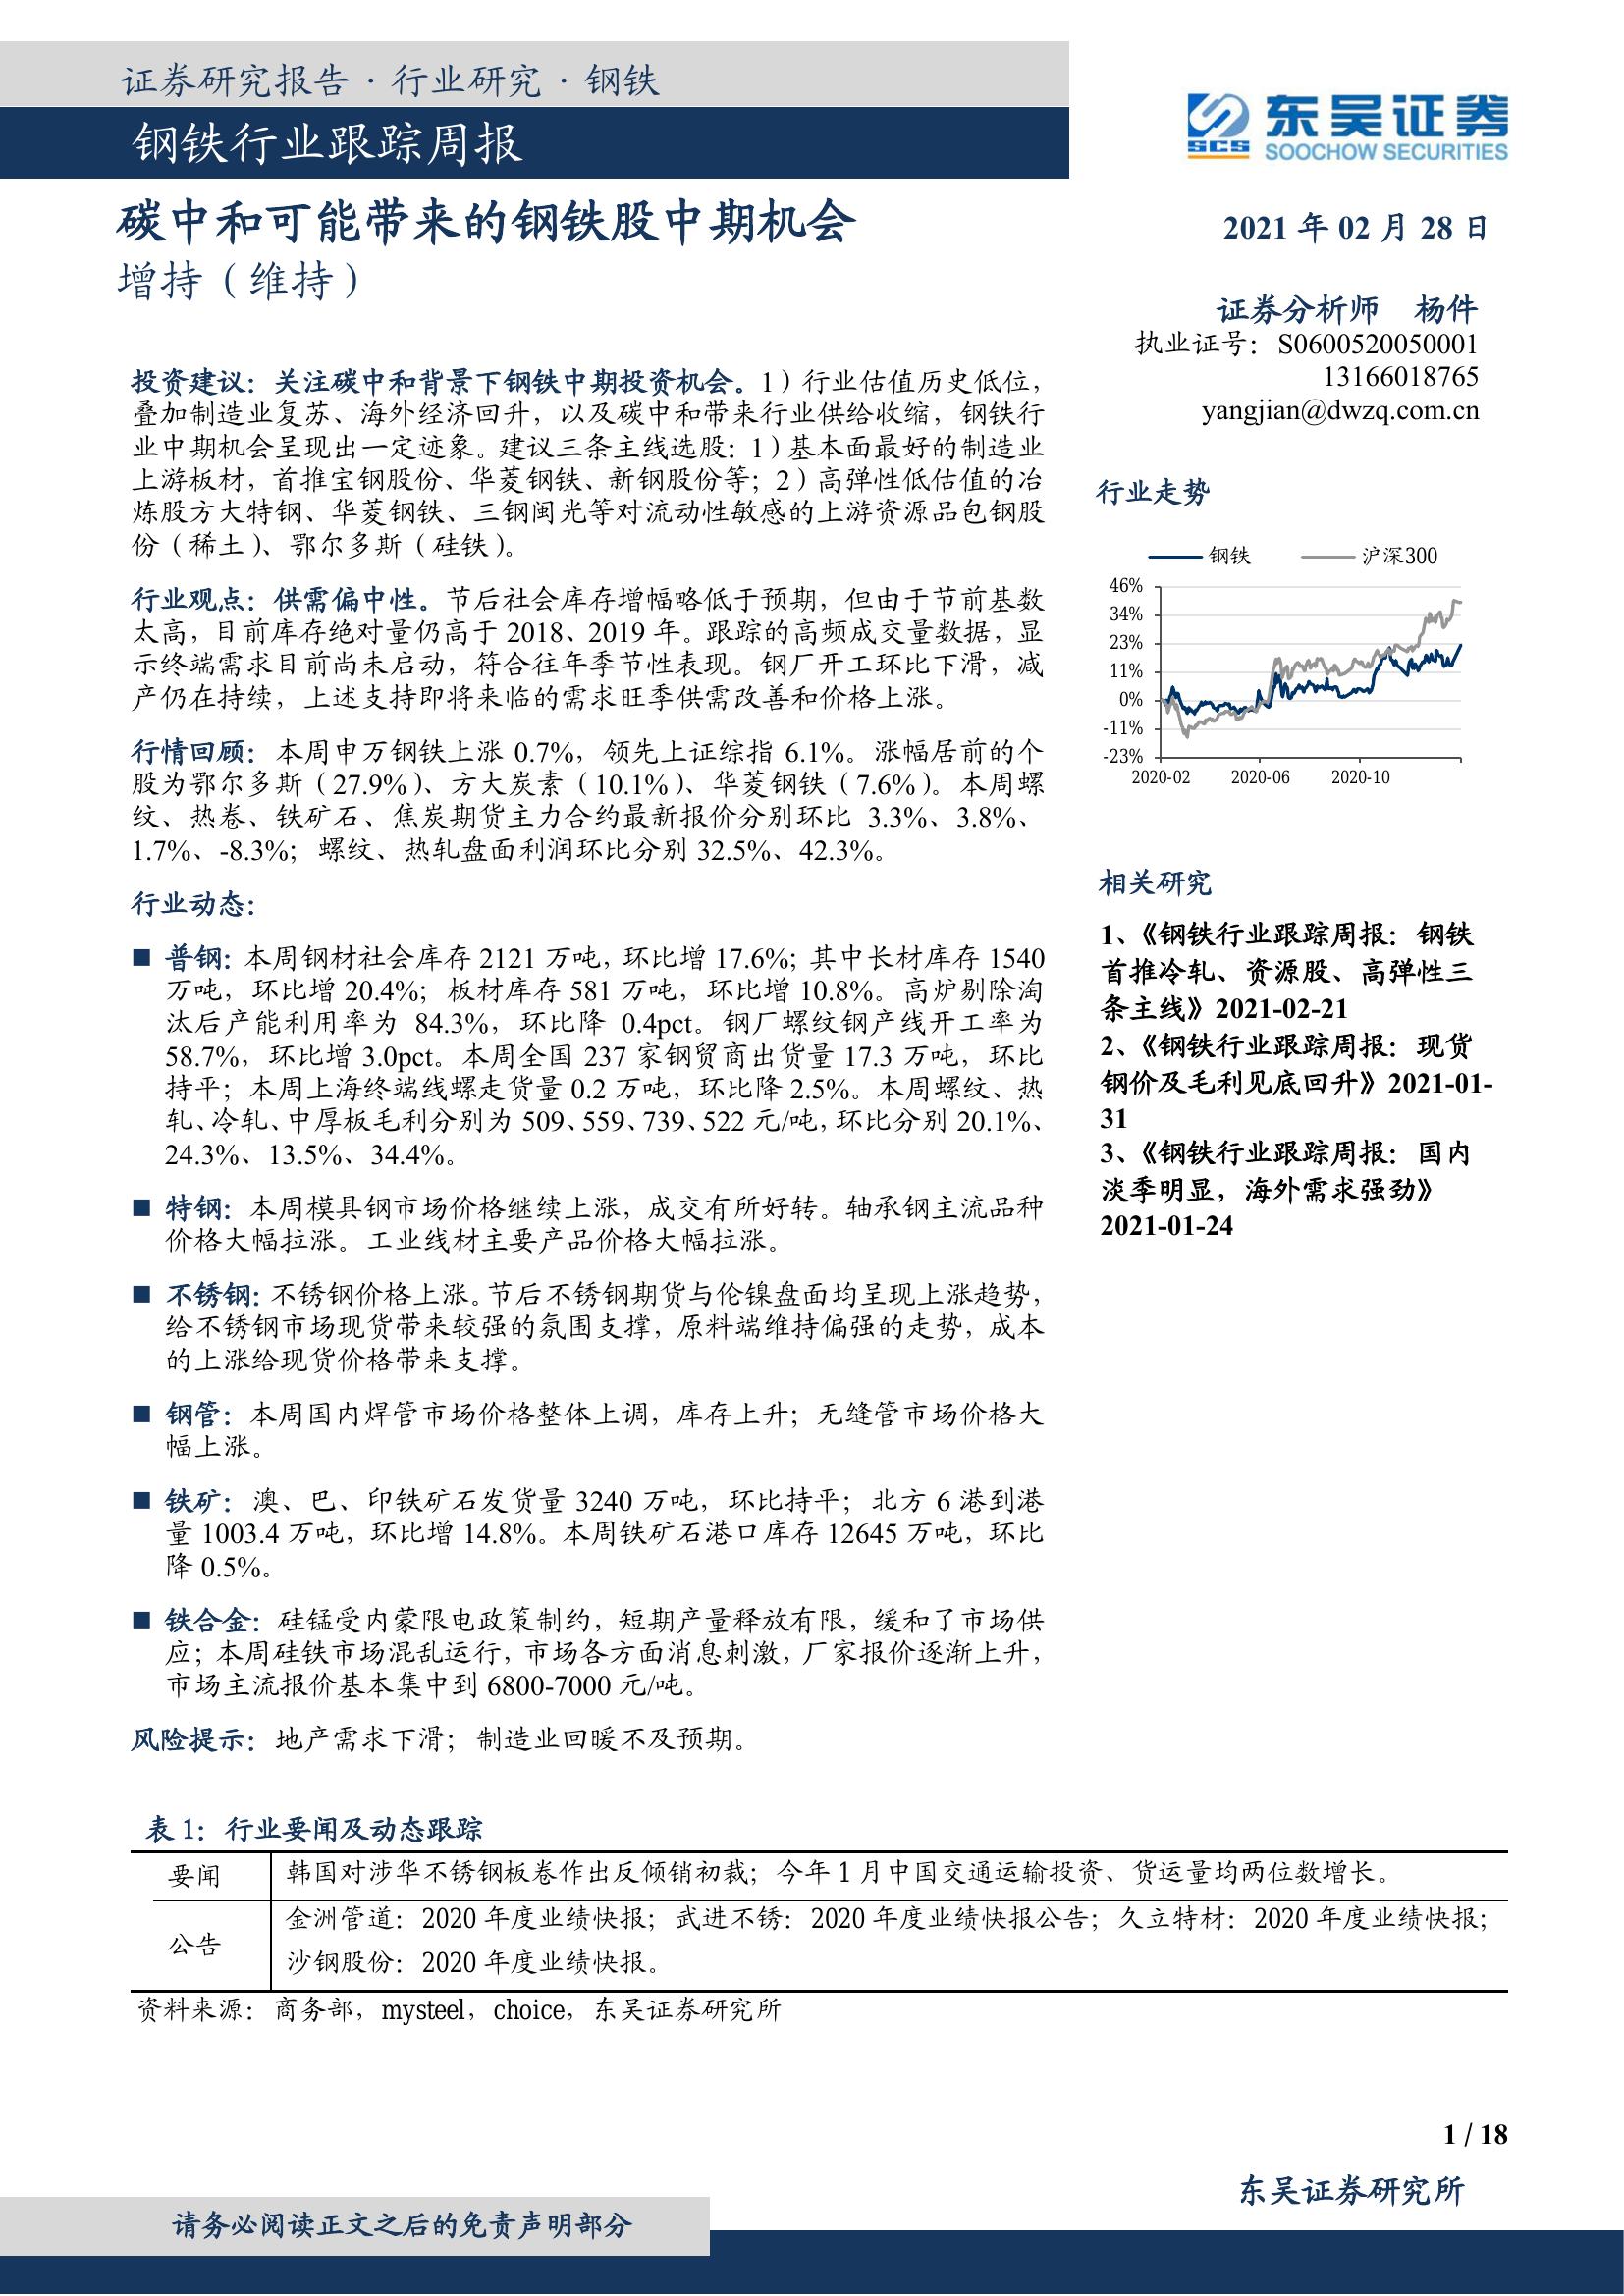 证券研究报告 · 行业研究 · 钢铁
钢铁行业跟踪周报
东吴证券
SCS
SOOCHOW SECURITIES
碳中和可能带来的钢铁股中期机会
增持（维持）
2021 年 02 月 28 日
证券分析师 杨件
执业证号：S0600520050001
13166018765
yangjian@dwzq.com.cn
投资建议：关注碳中和背景下钢铁中期投资机会。1）行业估值历史低位，
叠加制造业复苏、海外经济回升，以及碳中和带来行业供给收缩，钢铁行
业中期机会呈现出一定迹象。建议三条主线选股：1）基本面最好的制造业
上游板材，首推宝钢股份、华菱钢铁、新钢股份等；2）高弹性低估值的冶
炼股方大特钢、华菱钢铁、三钢闽光等对流动性敏感的上游资源品包钢股
份（稀土）、鄂尔多斯（硅铁）。
行业观点：供需偏中性。节后社会库存增幅略低于预期，但由于节前基数
太高，目前库存绝对量仍高于 2018、2019 年。跟踪的高频成交量数据，显
示终端需求目前尚未启动，符合往年季节性表现。钢厂开工环比下滑，减
产仍在持续，上述支持即将来临的需求旺季供需改善和价格上涨。
行情回顾：本周申万钢铁上涨 0.7%，领先上证综指 6.1%。涨幅居前的个
股为鄂尔多斯（27.9%）、方大炭素（10.1%）、华菱钢铁（7.6%）。本周螺
纹、热卷、铁矿石、焦炭期货主力合约最新报价分别环比 3.3%、3.8%、
1.7%、-8.3%；螺纹、热轧盘面利润环比分别 32.5%、42.3%。
行业动态：
■ 普钢：本周钢材社会库存 2121 万吨，环比增 17.6%；其中长材库存 1540
万吨，环比增 20.4%；板材库存 581 万吨，环比增 10.8%。高炉剔除淘
汰后产能利用率为 84.3%，环比降 0.4pct。钢厂螺纹钢产线开工率为
58.7%，环比增 3.0pct。本周全国 237 家钢贸商出货量 17.3 万吨，环比
持平；本周上海终端线螺走货量 0.2 万吨，环比降 2.5%。本周螺纹、热
轧、冷轧、中厚板毛利分别为 509、559、739、522 元/吨，环比分别 20.1%、
24.3%、13.5%、34.4%。
■ 特钢：本周模具钢市场价格继续上涨，成交有所好转。轴承钢主流品种
价格大幅拉涨。工业线材主要产品价格大幅拉涨。
■ 不锈钢：不锈钢价格上涨。节后不锈钢期货与伦镍盘面均呈现上涨趋势，
给不锈钢市场现货带来较强的氛围支撑，原料端维持偏强的走势，成本
的上涨给现货价格带来支撑。
■ 钢管：本周国内焊管市场价格整体上调，库存上升；无缝管市场价格大
幅上涨。
■ 铁矿：澳、巴、印铁矿石发货量 3240 万吨，环比持平；北方 6 港到港
量 1003.4 万吨，环比增 14.8%。本周铁矿石港口库存 12645 万吨，环比
降 0.5%。
■ 铁合金：硅锰受内蒙限电政策制约，短期产量释放有限，缓和了市场供
应；本周硅铁市场混乱运行，市场各方面消息刺激，厂家报价逐渐上升，
市场主流报价基本集中到 6800-7000 元/吨。
风险提示：地产需求下滑；制造业回暖不及预期。
行业走势
钢铁 沪深300
46%
34%
23%
11%
0%
-11%
-23%
2020-02 2020-06 2020-10
相关研究
1、《钢铁行业跟踪周报：钢铁
首推冷轧、资源股、高弹性三
条主线》2021-02-21
2、《钢铁行业跟踪周报：现货
钢价及毛利见底回升》2021-01-
31
3、《钢铁行业跟踪周报：国内
淡季明显，海外需求强劲》
2021-01-24
表 1：行业要闻及动态跟踪
要闻 韩国对涉华不锈钢板卷作出反倾销初裁；今年 1 月中国交通运输投资、货运量均两位数增长。
公告 金洲管道：2020 年度业绩快报；武进不锈：2020 年度业绩快报公告；久立特材：2020 年度业绩快报；
沙钢股份：2020 年度业绩快报。
资料来源：商务部，mysteel，choice，东吴证券研究所
1 / 18
东吴证券研究所
请务必阅读正文之后的免责声明部分